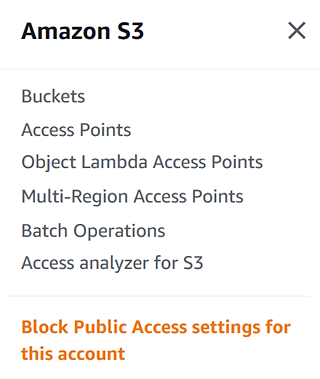 Amazon S3
Buckets
Access Points
Object Lambda Access Points
Multi-Region Access Points
Batch Operations
Access analyzer for S3
Block Public Access settings for
this account